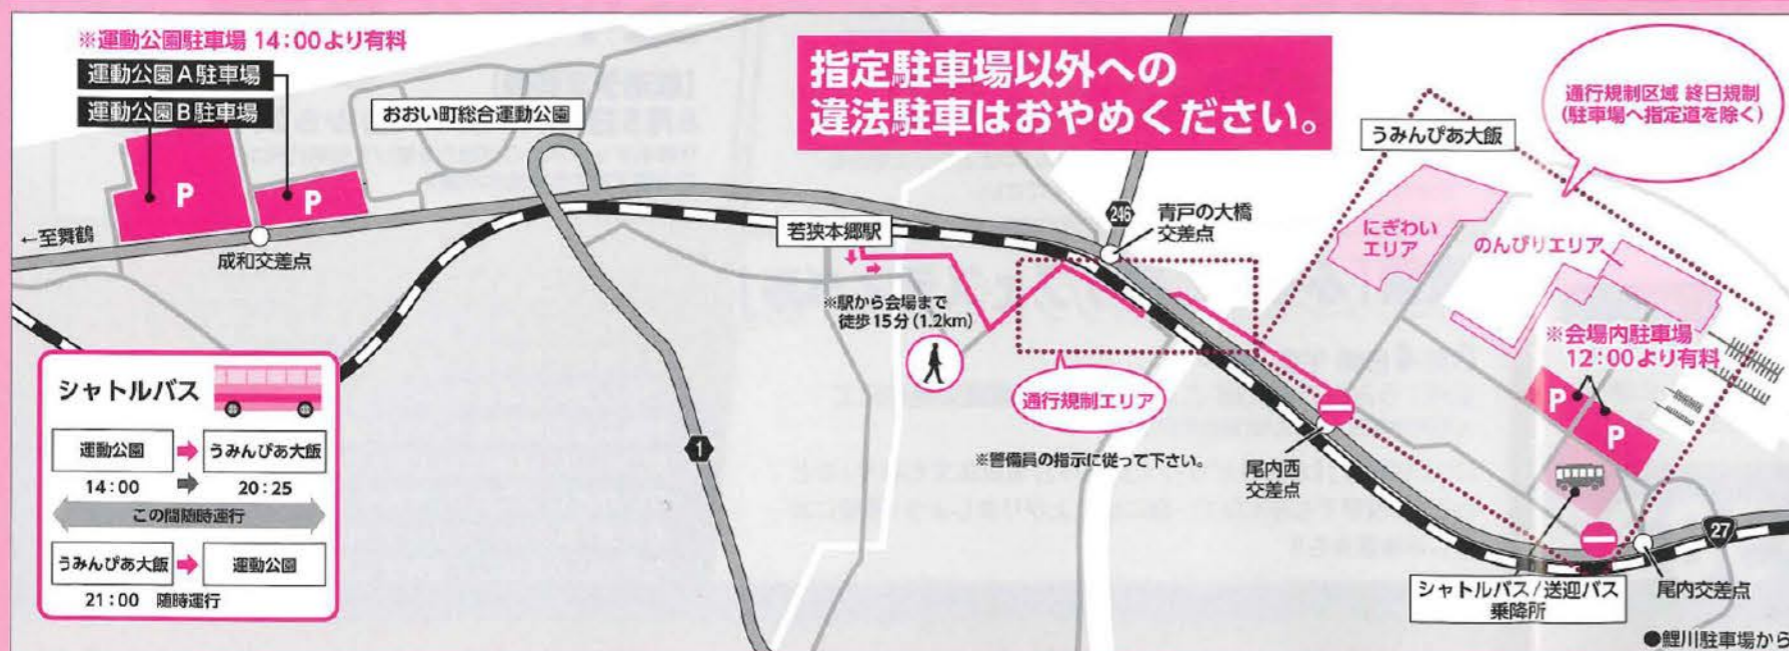 ※運動公園駐車場 14:00より有料
運動公園A駐車場
運動公園B駐車場
おおい町総合運動公園
指定駐車場以外への
違法駐車はおやめください。
通行規制区域 終日規制
(駐車場へ指定道を除く)
うみんぴあ大飯
246
青戸の大橋
交差点
P
P
←至舞鶴
成和交差点
若狭本郷駅
にぎわい
エリア
のんびりエリア
※駅から会場まで
徒歩15分(1.2km)
※会場内駐車場
12:00より有料
P
P
通行規制エリア
※警備員の指示に従って下さい。
尾内西
交差点
1
27
シャトルバス
運動公園
うみんぴあ大飯
14:00
20:25
この間随時運行
うみんぴあ大飯
運動公園
21:00 随時運行
シャトルバス/送迎バス
乗降所
尾内交差点
●鯉川駐車場から